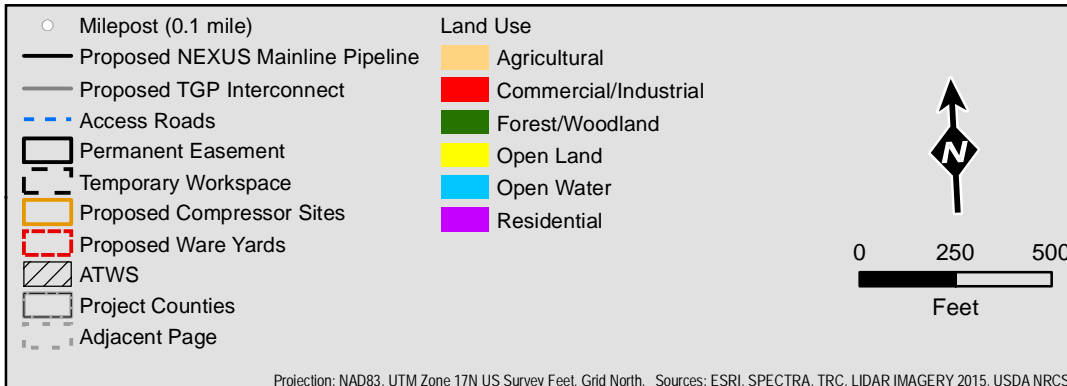 Milepost (0.1 mile)
Proposed NEXUS Mainline Pipeline
Proposed TGP Interconnect
Access Roads
Permanent Easement
Temporary Workspace
Proposed Compressor Sites
Proposed Ware Yards
ATWS
Project Counties
Adjacent Page
Land Use
Agricultural
Commercial/Industrial
Forest/Woodland
Open Land
Open Water
Residential
N
0 250 500
Feet
Projection: NAD83, UTM Zone 17N US Survey Feet, Grid North. Sources: ESRI, SPECTRA, TRC, LIDAR IMAGERY 2015, USDA NRCS